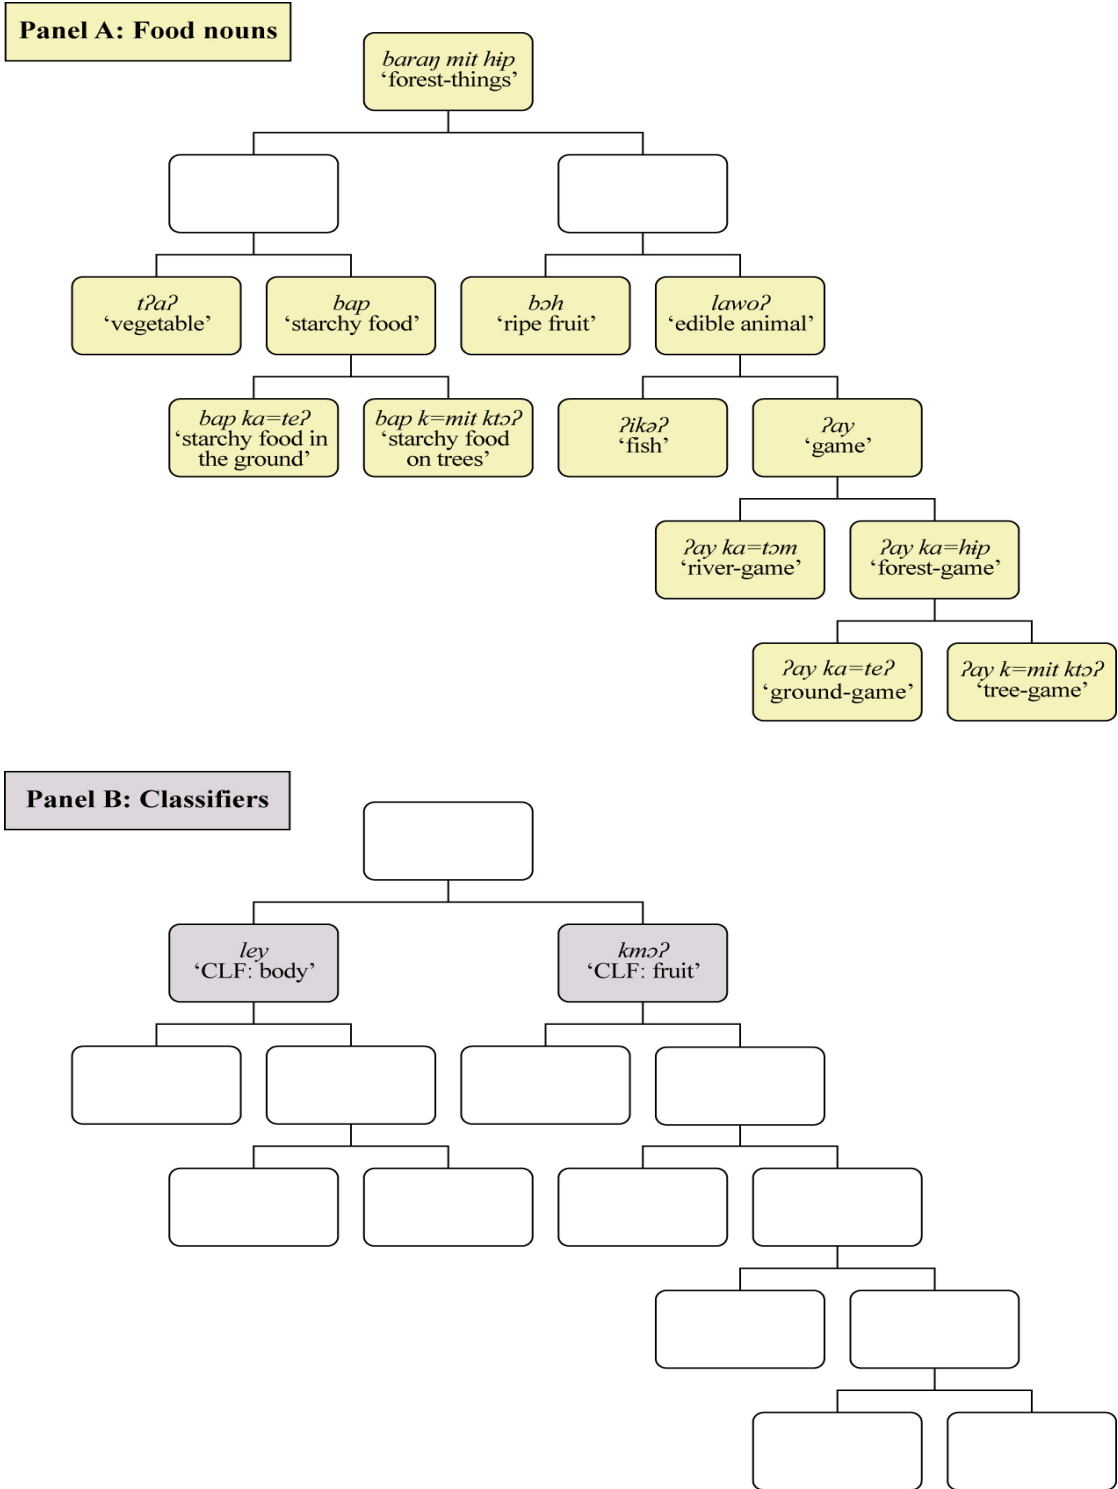 Panel A: Food nouns
baraŋ mit hɨp
‘forest-things’
tʔaʔ
‘vegetable’
bap
‘starchy food’
bɔh
‘ripe fruit’
lawoʔ
‘edible animal’
bap ka=teʔ
‘starchy food in
the ground’
bap k=mit ktɔʔ
‘starchy food
on trees’
ʔikəʔ
‘fish’
ʔay
‘game’
ʔay ka=tɔm
‘river-game’
ʔay ka=hɨp
‘forest-game’
ʔay ka=teʔ
‘ground-game’
ʔay k=mit ktɔʔ
‘tree-game’
Panel B: Classifiers
ley
‘CLF: body’
kmɔʔ
‘CLF: fruit’